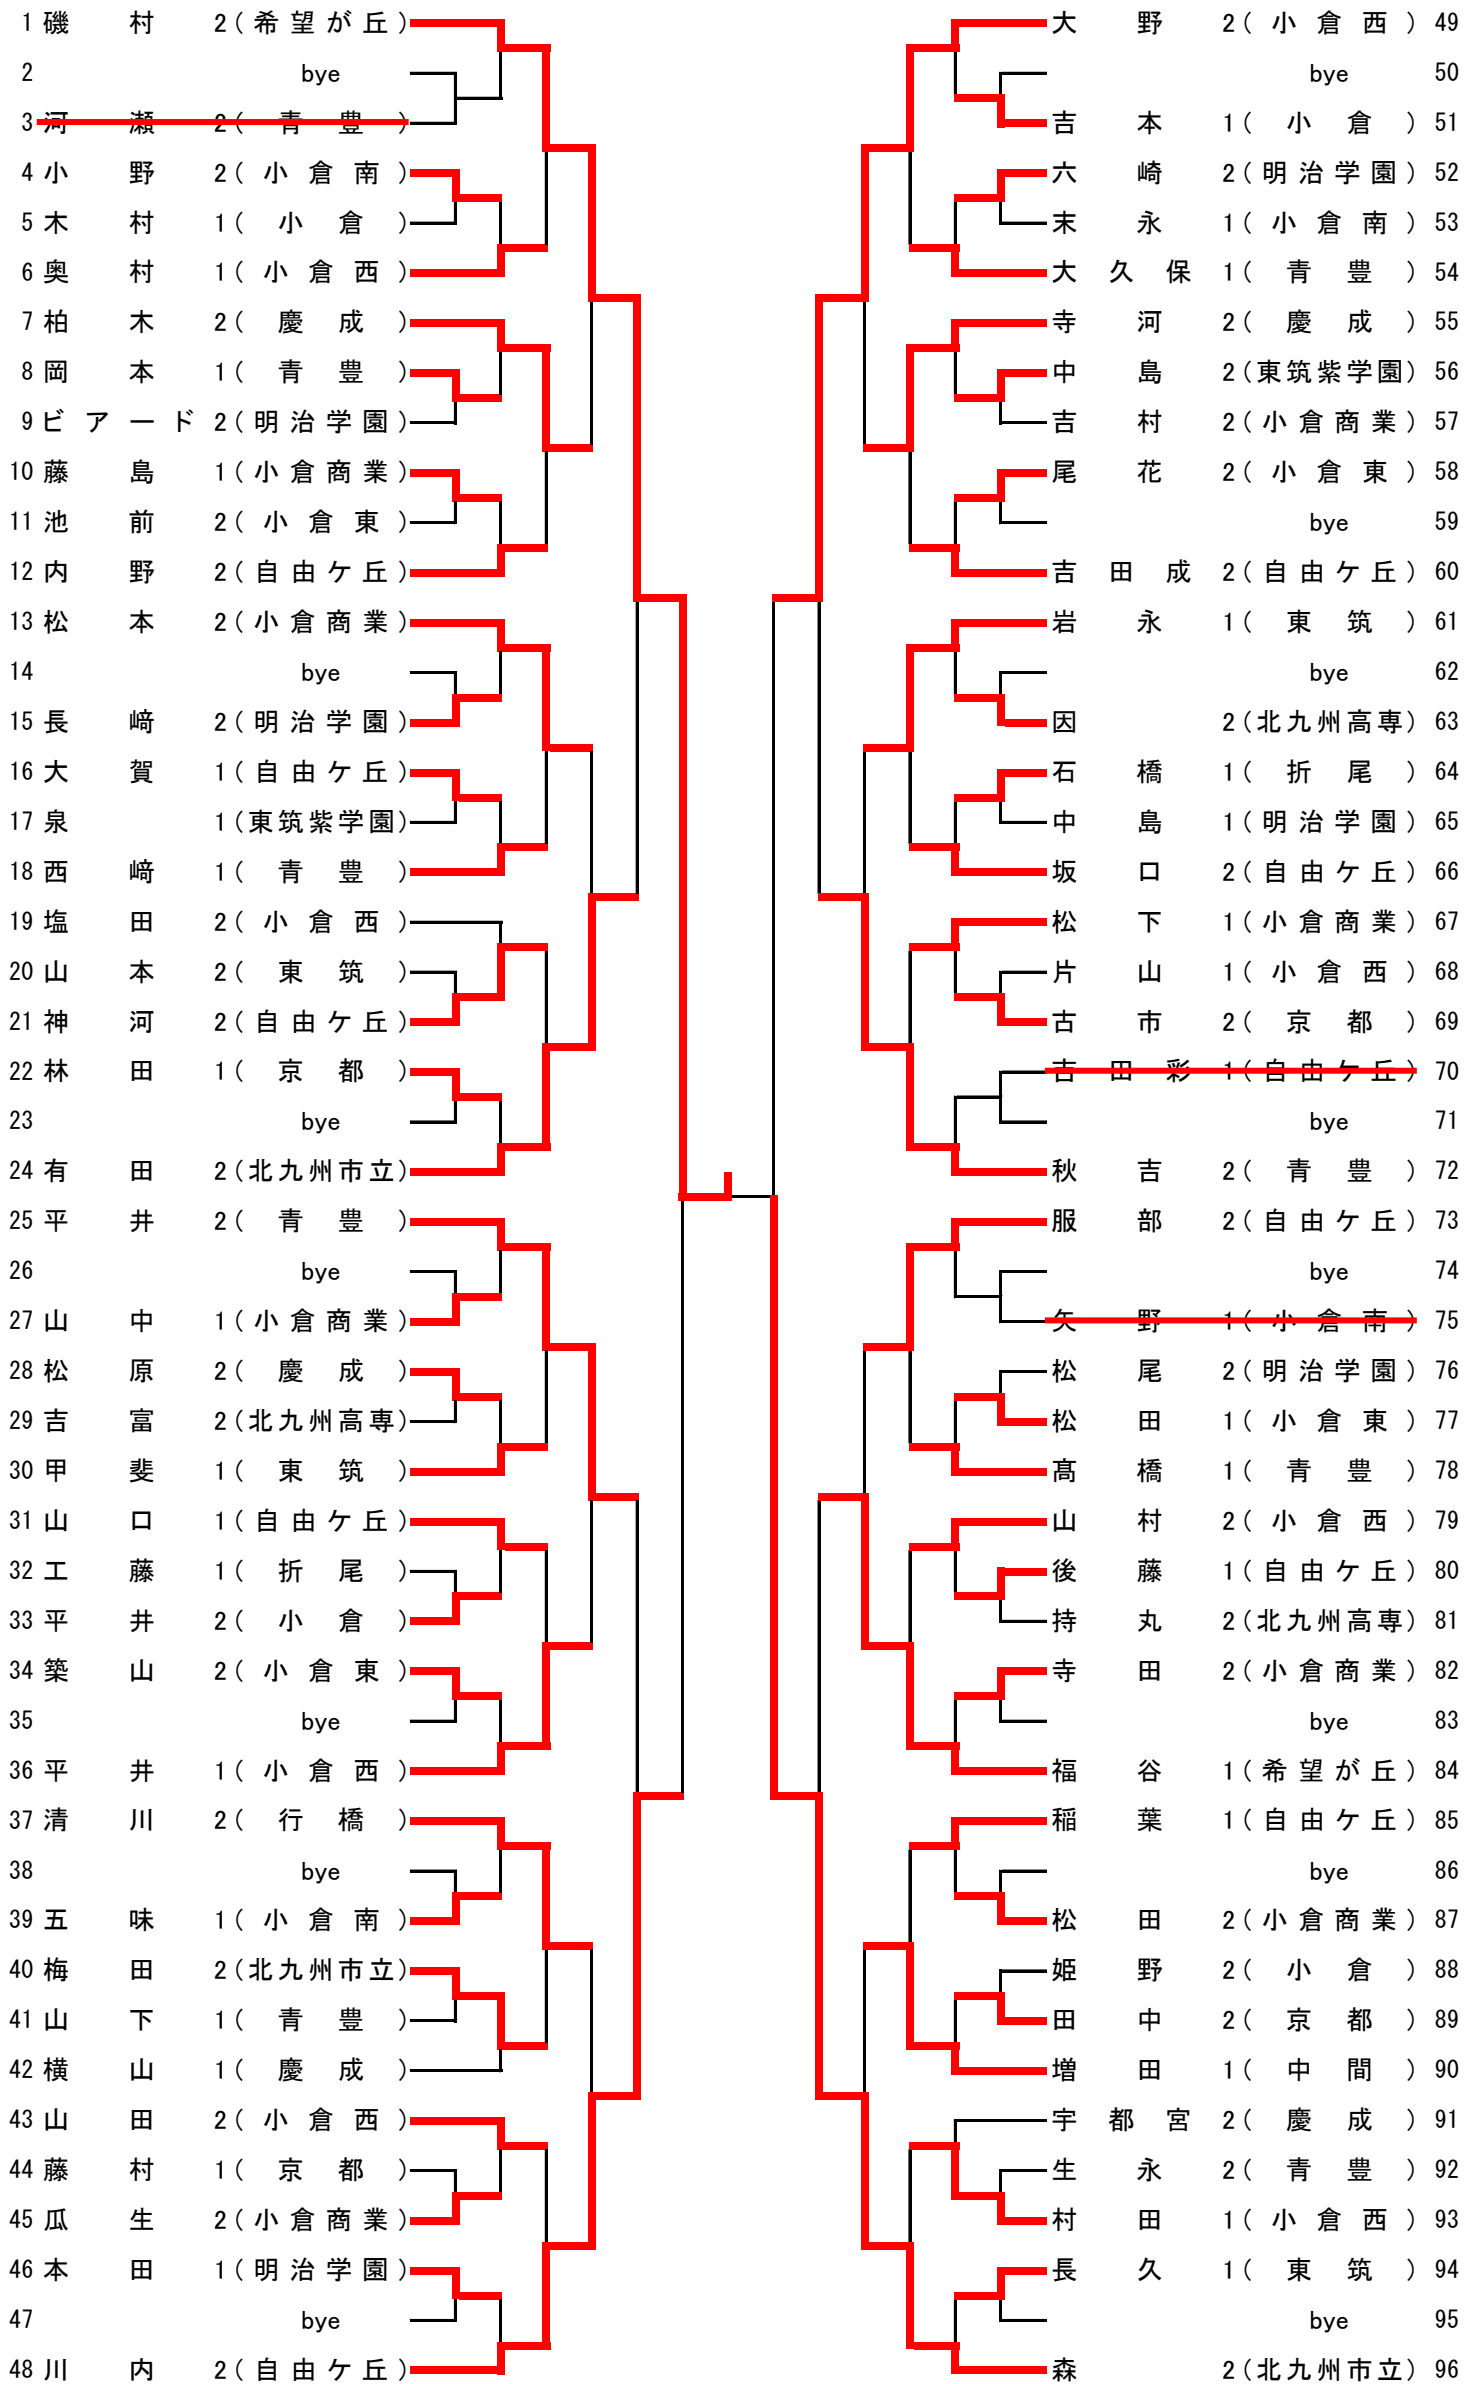 1 磯村 2(希望が丘)
2 bye
3 河瀬 2(青豊)
4 小野 2(小倉南)
5 木村 1(小倉)
6 奥村 1(小倉西)
7 柏木 2(慶成)
8 岡本 1(青豊)
9 ビアード 2(明治学園)
10 藤島 1(小倉商業)
11 池前 2(小倉東)
12 内野 2(自由ケ丘)
13 松本 2(小倉商業)
14 bye
15 長﨑 2(明治学園)
16 大賀 1(自由ケ丘)
17 泉 1(東筑紫学園)
18 西﨑 1(青豊)
19 塩田 2(小倉西)
20 山本 2(東筑)
21 神河 2(自由ケ丘)
22 林田 1(京都)
23 bye
24 有田 2(北九州市立)
25 平井 2(青豊)
26 bye
27 山中 1(小倉商業)
28 松原 2(慶成)
29 吉富 2(北九州高専)
30 甲斐 1(東筑)
31 山口 1(自由ケ丘)
32 工藤 1(折尾)
33 平井 2(小倉)
34 築山 2(小倉東)
35 bye
36 平井 1(小倉西)
37 清川 2(行橋)
38 bye
39 五味 1(小倉南)
40 梅田 2(北九州市立)
41 山下 1(青豊)
42 横山 1(慶成)
43 山田 2(小倉西)
44 藤村 1(京都)
45 瓜生 2(小倉商業)
46 本田 1(明治学園)
47 bye
48 川内 2(自由ケ丘)
大野 2(小倉西) 49
bye 50
吉本 1(小倉) 51
六崎 2(明治学園) 52
末永 1(小倉南) 53
大久保 1(青豊) 54
寺河 2(慶成) 55
中島 2(東筑紫学園) 56
吉村 2(小倉商業) 57
尾花 2(小倉東) 58
bye 59
吉田成 2(自由ケ丘) 60
岩永 1(東筑) 61
bye 62
因 2(北九州高専) 63
石橋 1(折尾) 64
中島 1(明治学園) 65
坂口 2(自由ケ丘) 66
松下 1(小倉商業) 67
片山 1(小倉西) 68
古市 2(京都) 69
吉田彩 1(自由ケ丘) 70
bye 71
秋吉 2(青豊) 72
服部 2(自由ケ丘) 73
bye 74
矢野 1(小倉南) 75
松尾 2(明治学園) 76
松田 1(小倉東) 77
髙橋 1(青豊) 78
山村 2(小倉西) 79
後藤 1(自由ケ丘) 80
持丸 2(北九州高専) 81
寺田 2(小倉商業) 82
bye 83
福谷 1(希望が丘) 84
稲葉 1(自由ケ丘) 85
bye 86
松田 2(小倉商業) 87
姫野 2(小倉) 88
田中 2(京都) 89
増田 1(中間) 90
宇都宮 2(慶成) 91
生永 2(青豊) 92
村田 1(小倉西) 93
長久 1(東筑) 94
bye 95
森 2(北九州市立) 96